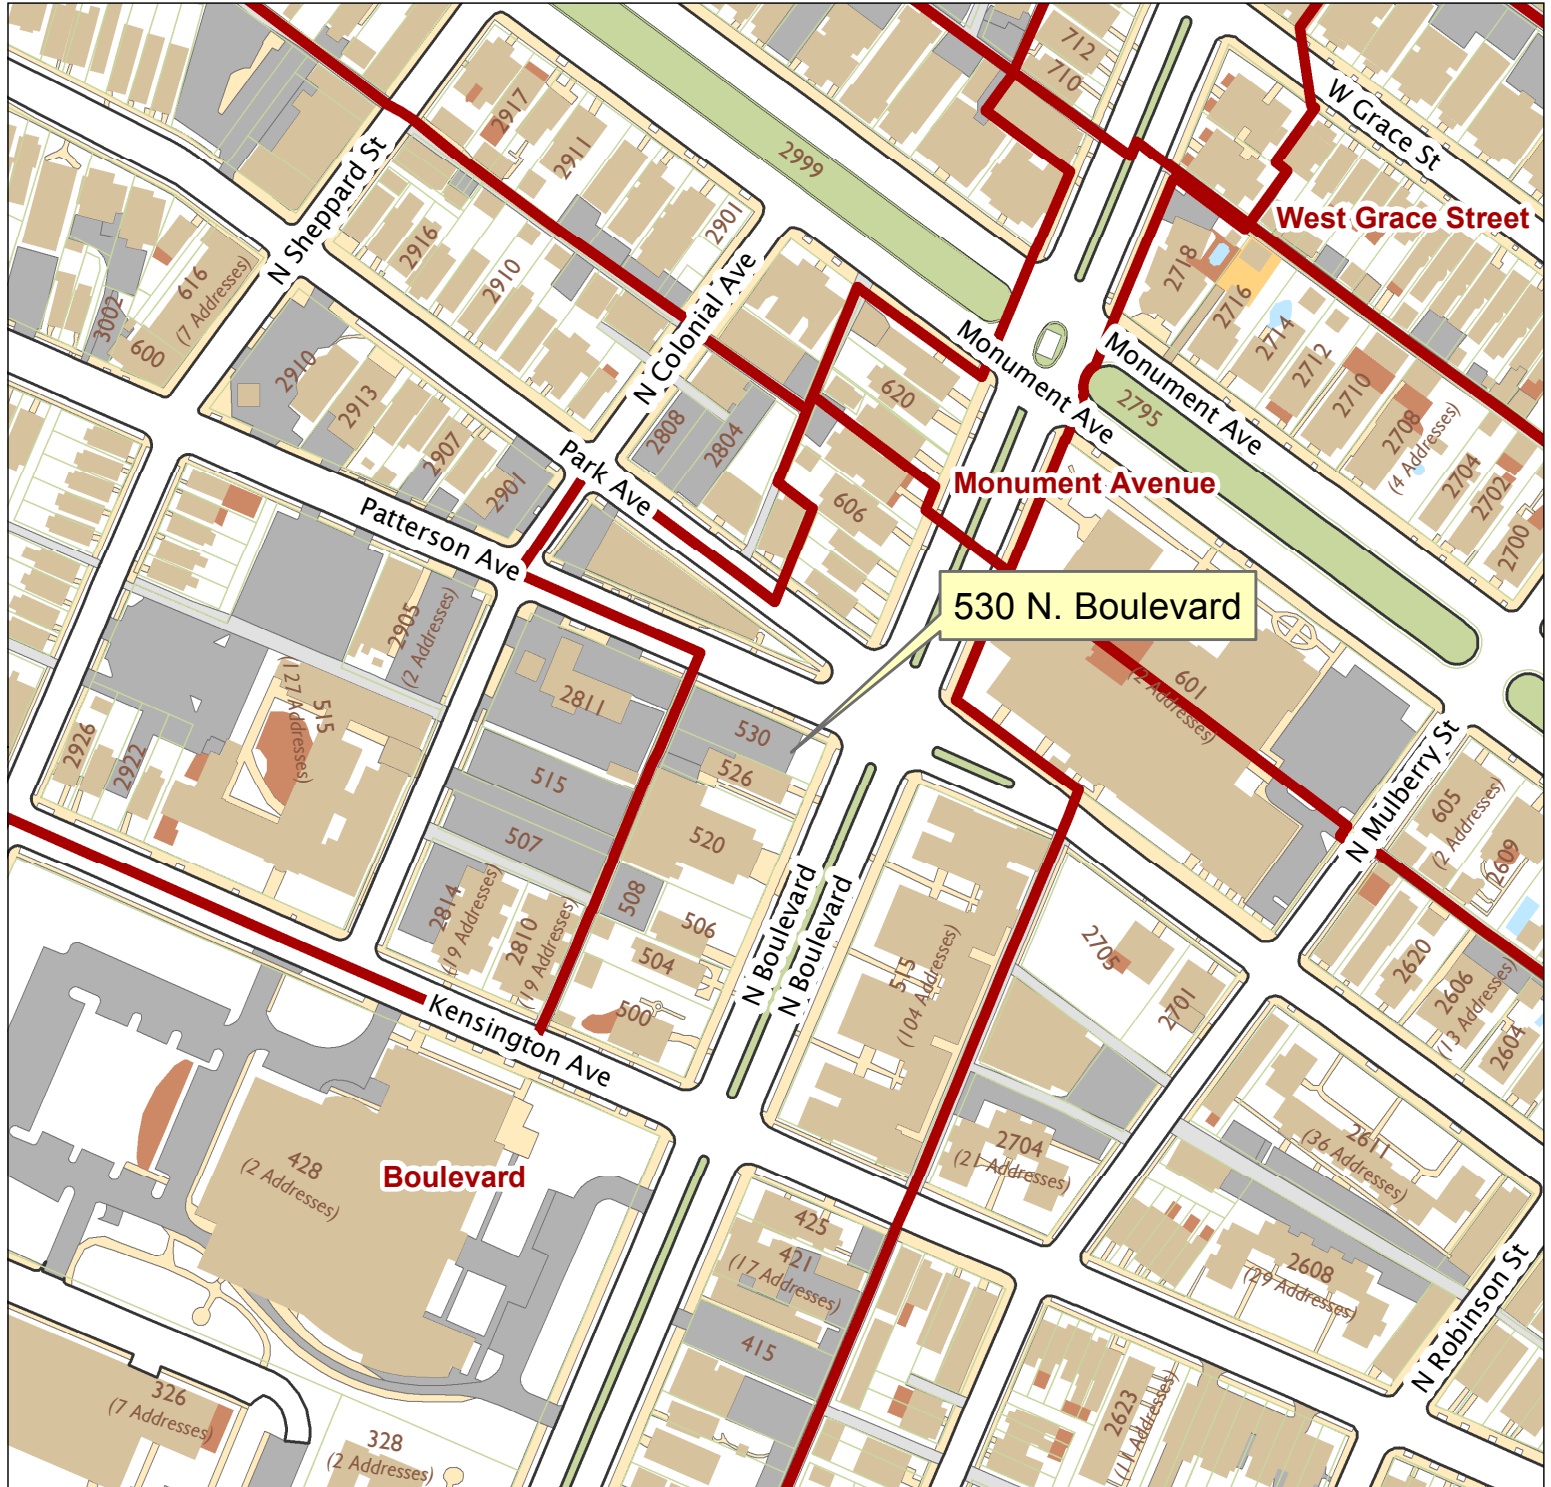 712
710
W Grace St
2917
2911
2999
N Sheppard St
2901
2916
2910
West Grace Street
2718
2716
2714
2712
2710
2708
(4 Addresses)
2704
2702
2700
616
(7 Addresses)
3002
600
N Colonial Ave
Monument Ave
Monument Ave
2795
2910
2913
2907
2901
620
2808
2804
Park Ave
606
Monument Avenue
Patterson Ave
530 N. Boulevard
2905
(2 Addresses)
601
(2 Addresses)
2811
530
526
515
(127 Addresses)
2926
2922
515
507
520
508
N Mulberry St
605
(2 Addresses)
2609
2814
(19 Addresses)
2810
(19 Addresses)
506
504
500
N Boulevard
N Boulevard
515
(104 Addresses)
2705
2701
2620
2606
(13 Addresses)
2604
Kensington Ave
428
(2 Addresses)
Boulevard
2704
(21 Addresses)
2611
(36 Addresses)
425
421
(17 Addresses)
2608
(29 Addresses)
415
N Robinson St
326
(7 Addresses)
328
(2 Addresses)
2623
(11 Addresses)